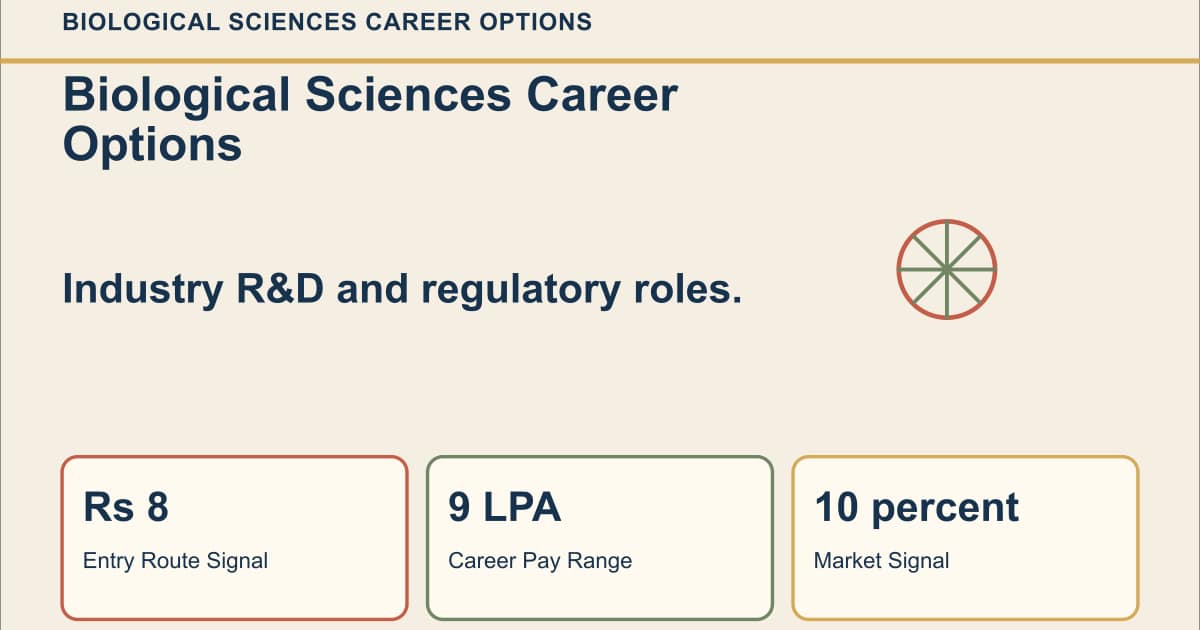 BIOLOGICAL SCIENCES CAREER OPTIONS
Biological Sciences Career
Options
Industry R&D and regulatory roles.
Rs 8
Entry Route Signal
9 LPA
Career Pay Range
10 percent
Market Signal